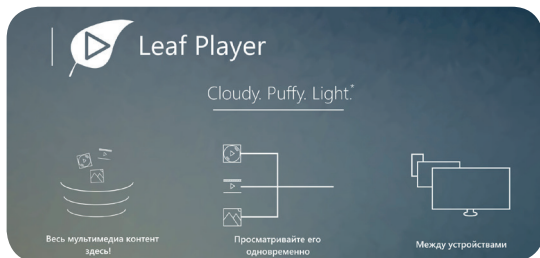 Leaf Player
Cloudy. Puffy. Light.*
Весь мультимедиа контент
здесь!
Просматривайте его
одновременно
Между устройствами